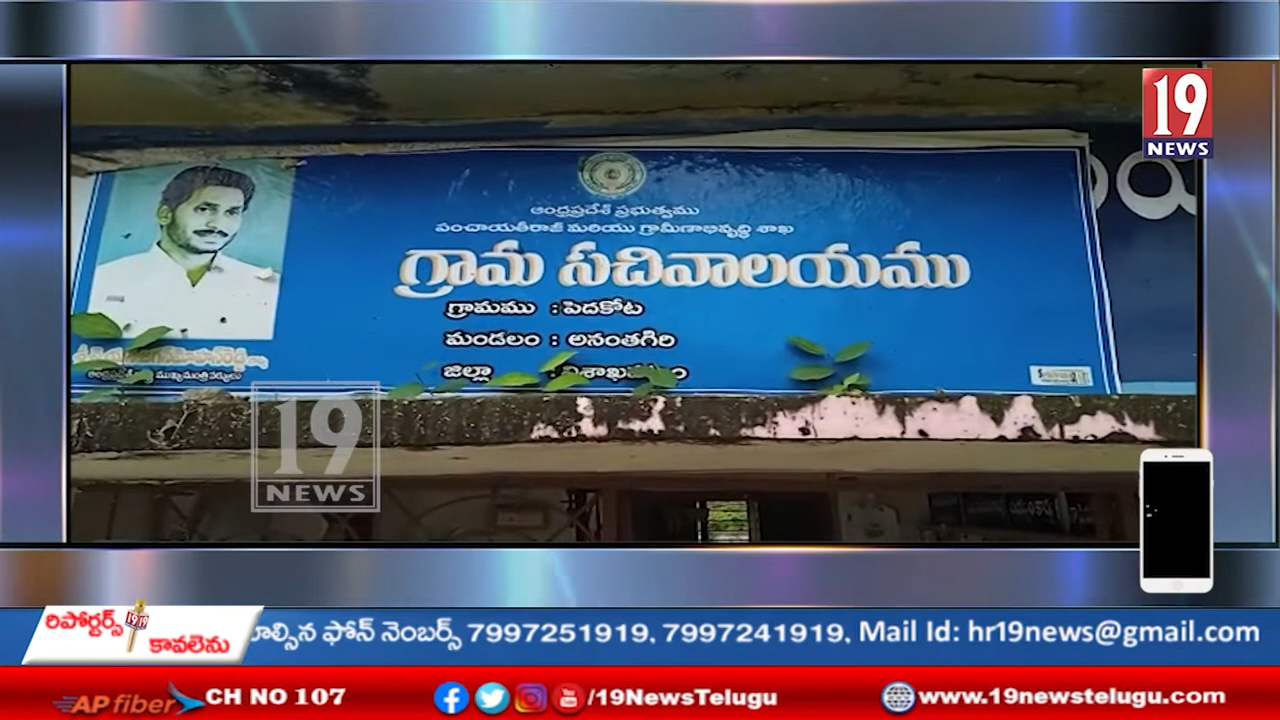 19
NEWS
ఆంధ్రప్రదేశ్ ప్రభుత్వము
పంచాయతీరాజ్ మరియు గ్రామీణాభివృద్ధి శాఖ
గ్రామ సచివాలయము
గ్రామము : పెదకోట
మండలం : అనంతగిరి
జిల్లా : విశాఖపట్నం
19
NEWS
రిపోర్టర్స్
కావలెను
ఫోన్ నెంబర్స్ 7997251919, 7997241919, Mail Id: hr19news@gmail.com
AP fiber CH NO 107 /19NewsTelugu www.19newstelugu.com